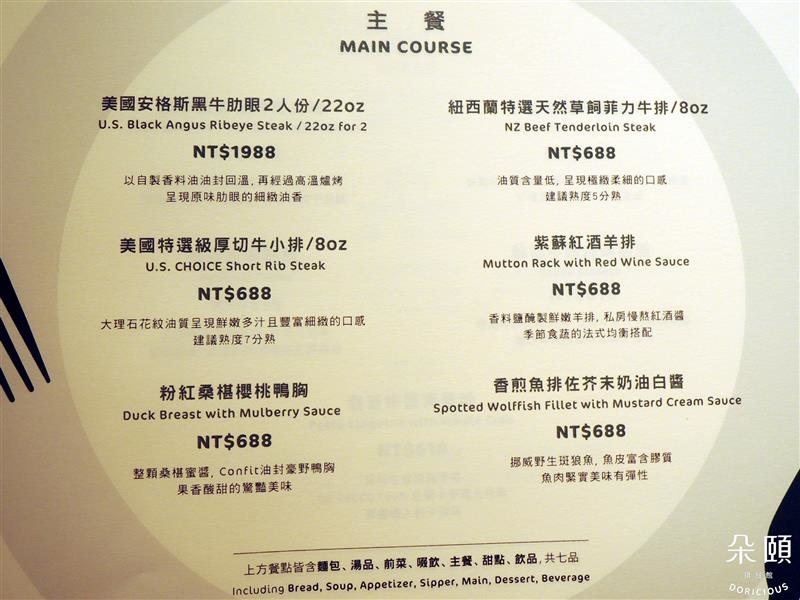 主 餐
MAIN COURSE
美國安格斯黑牛肋眼2人份/22oz
U.S. Black Angus Ribeye Steak / 22oz for 2
NT$1988
以自製香料油油封回溫, 再經過高溫爐烤
呈現原味肋眼的細緻油香
美國特選級厚切牛小排/8oz
U.S. CHOICE Short Rib Steak
NT$688
大理石花紋油質呈現鮮嫩多汁且豐富細緻的口感
建議熟度7分熟
粉紅桑椹櫻桃鴨胸
Duck Breast with Mulberry Sauce
NT$688
整顆桑椹蜜醬, Confit油封豪野鴨胸
果香酸甜的驚豔美味
紐西蘭特選天然草飼菲力牛排/8oz
NZ Beef Tenderloin Steak
NT$688
油質含量低, 呈現極緻柔細的口感
建議熟度5分熟
紫蘇紅酒羊排
Mutton Rack with Red Wine Sauce
NT$688
香料鹽醃製鮮嫩羊排, 私房慢熬紅酒醬
季節食蔬的法式均衡搭配
香煎魚排佐芥末奶油白醬
Spotted Wolffish Fillet with Mustard Cream Sauce
NT$688
挪威野生斑狼魚, 魚皮富含膠質
魚肉緊實美味有彈性
上方餐點皆含麵包、湯品、前菜、啜飲、主餐、甜點、飲品, 共七品
Including Bread, Soup, Appetizer, Sipper, Main, Dessert, Beverage
朵頤
排餐館
DORICIOUS